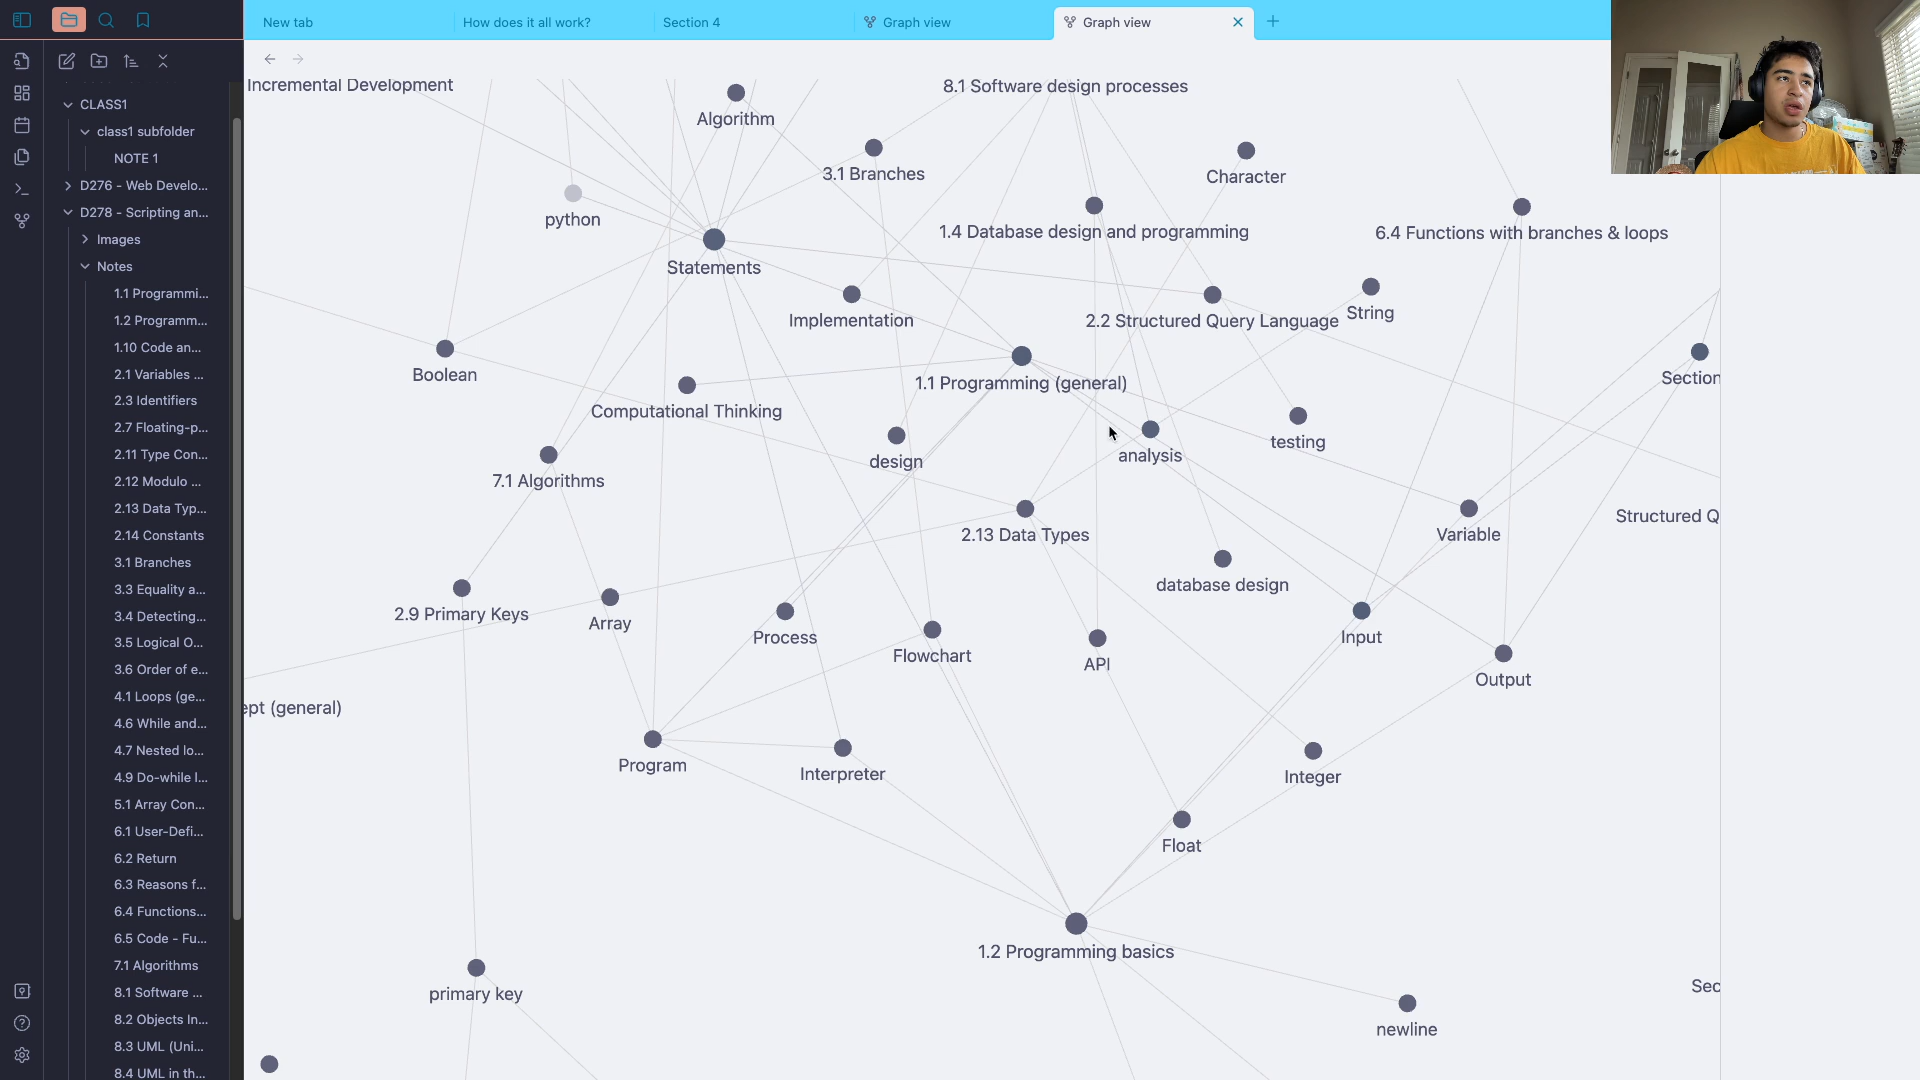 New tab
How does it all work?
Section 4
Graph view
Graph view
CLASS1
class1 subfolder
NOTE 1
D276 - Web Develo...
D278 - Scripting an...
Images
Notes
1.1 Programmi...
1.2 Programm...
1.10 Code an...
2.1 Variables ...
2.3 Identifiers
2.7 Floating-p...
2.11 Type Con...
2.12 Modulo ...
2.13 Data Typ...
2.14 Constants
3.1 Branches
3.3 Equality a...
3.4 Detecting...
3.5 Logical O...
3.6 Order of e...
4.1 Loops (ge...
4.6 While and...
4.7 Nested lo...
4.9 Do-while l...
5.1 Array Con...
6.1 User-Defi...
6.2 Return
6.3 Reasons f...
6.4 Functions...
6.5 Code - Fu...
7.1 Algorithms
8.1 Software ...
8.2 Objects In...
8.3 UML (Uni...
8.4 UML in th...
Incremental Development
8.1 Software design processes
Algorithm
3.1 Branches
Character
python
1.4 Database design and programming
6.4 Functions with branches & loops
Statements
Implementation
2.2 Structured Query Language
String
Boolean
Computational Thinking
1.1 Programming (general)
Section
design
analysis
testing
7.1 Algorithms
2.13 Data Types
Variable
Structured Q
database design
2.9 Primary Keys
Array
Process
Flowchart
API
Input
Output
ept (general)
Program
Interpreter
Integer
Float
1.2 Programming basics
primary key
Sec
newline